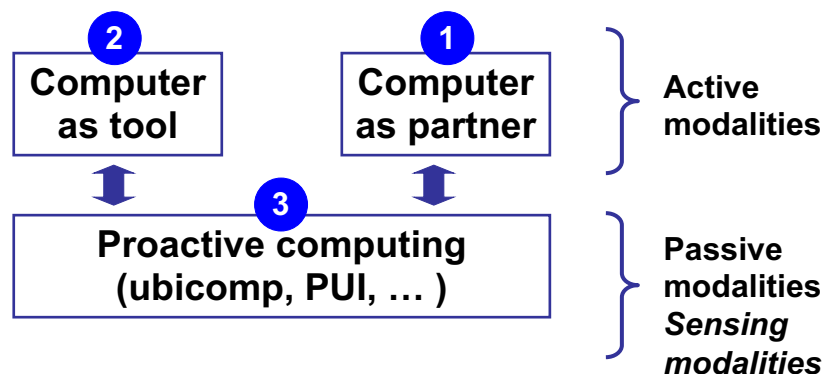 2
Computer
as tool
1
Computer
as partner
Active
modalities
3
Proactive computing
(ubicomp, PUI, … )
Passive
modalities
Sensing
modalities